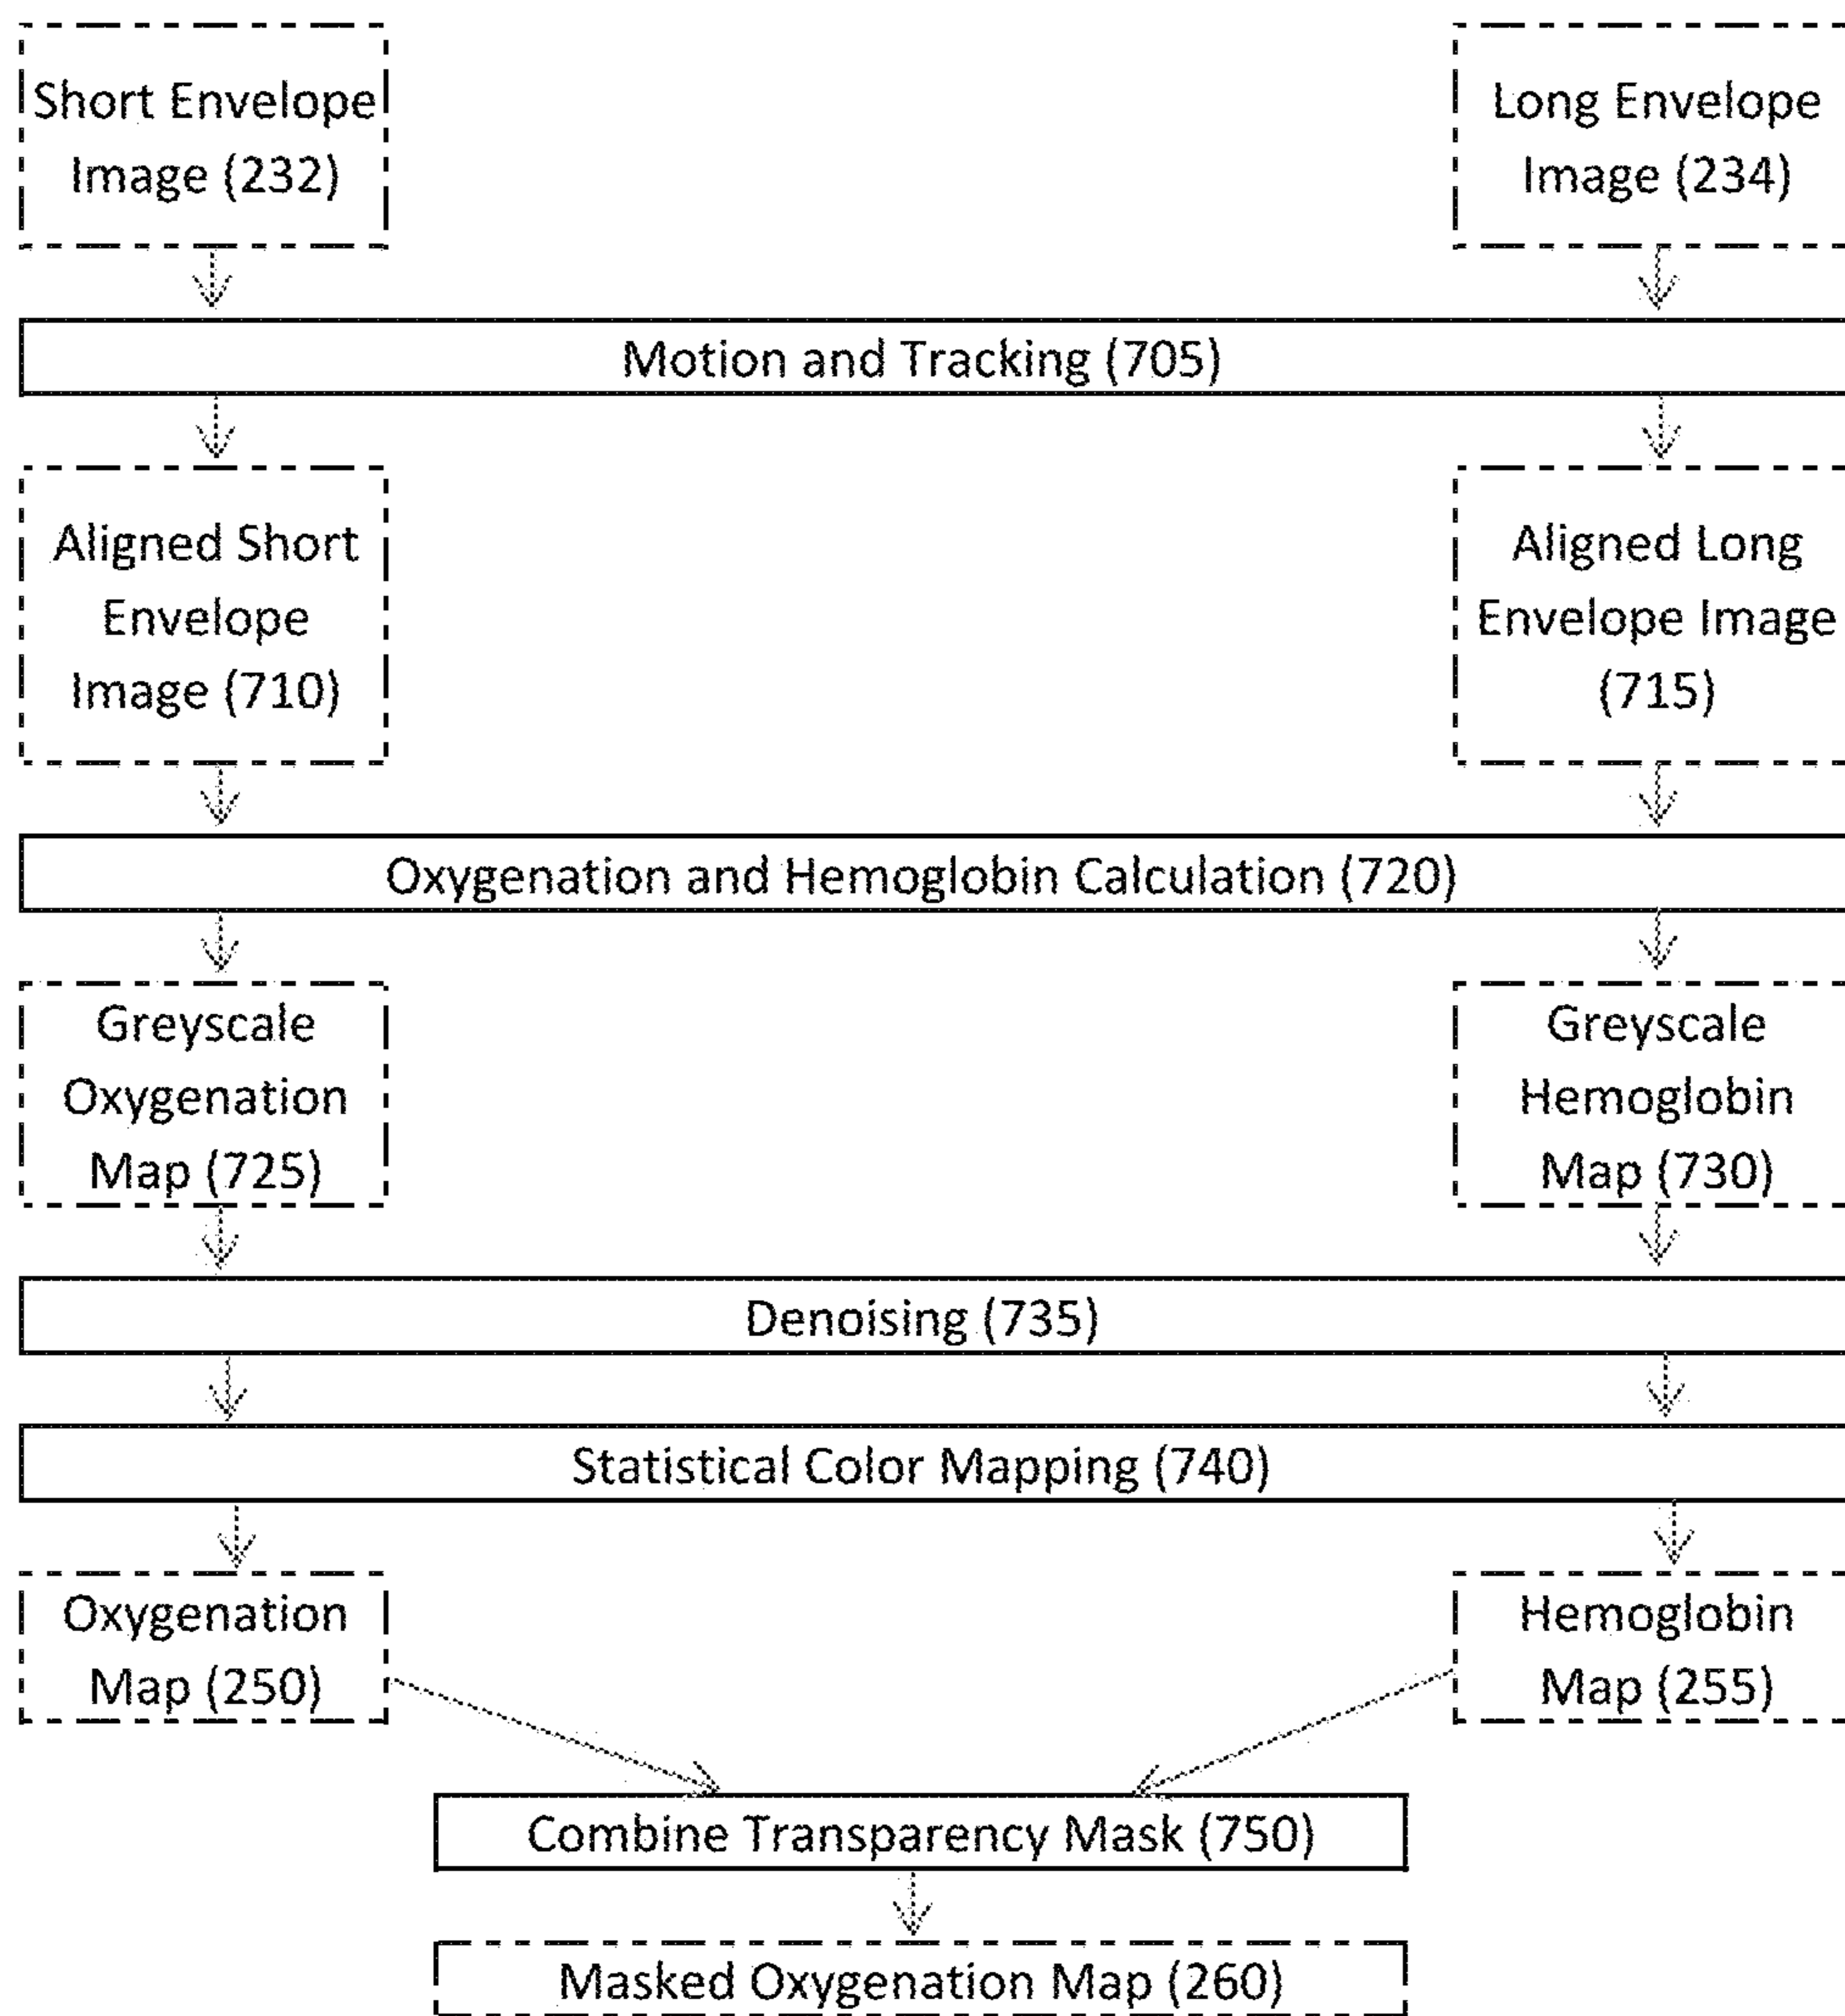 Short Envelope
Image (232)
Long Envelope
Image (234)
Motion and Tracking (705)
Aligned Short
Envelope
Image (710)
Aligned Long
Envelope Image
(715)
Oxygenation and Hemoglobin Calculation (720)
Greyscale
Oxygenation
Map (725)
Greyscale
Hemoglobin
Map (730)
Denoising (735)
Statistical Color Mapping (740)
Oxygenation
Map (250)
Hemoglobin
Map (255)
Combine Transparency Mask (750)
Masked Oxygenation Map (260)